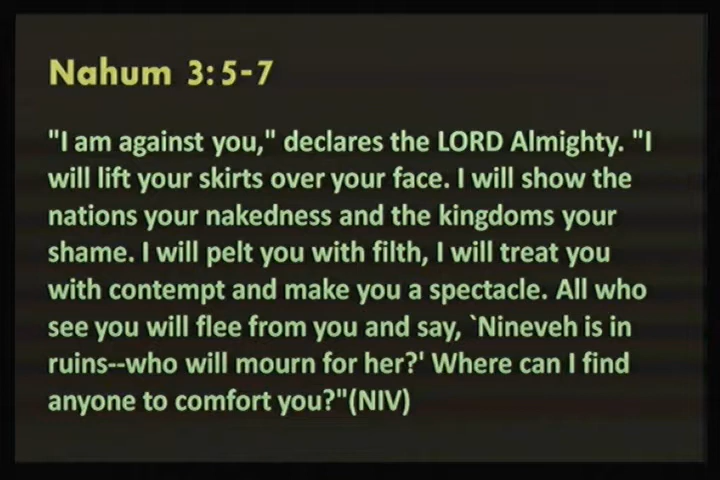 Nahum 3:5-7
"I am against you," declares the LORD Almighty. "I
will lift your skirts over your face. I will show the
nations your nakedness and the kingdoms your
shame. I will pelt you with filth, I will treat you
with contempt and make you a spectacle. All who
see you will flee from you and say, `Nineveh is in
ruins--who will mourn for her?' Where can I find
anyone to comfort you?"(NIV)